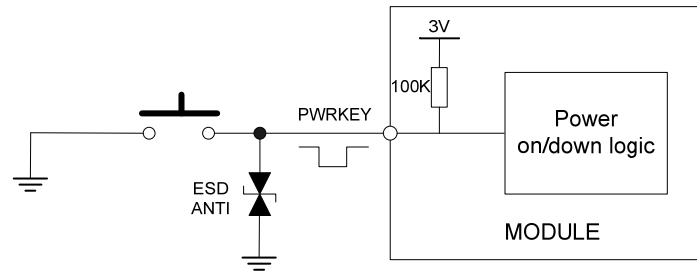 3V
100K
PWRKEY
Power
on/down logic
ESD
ANTI
MODULE